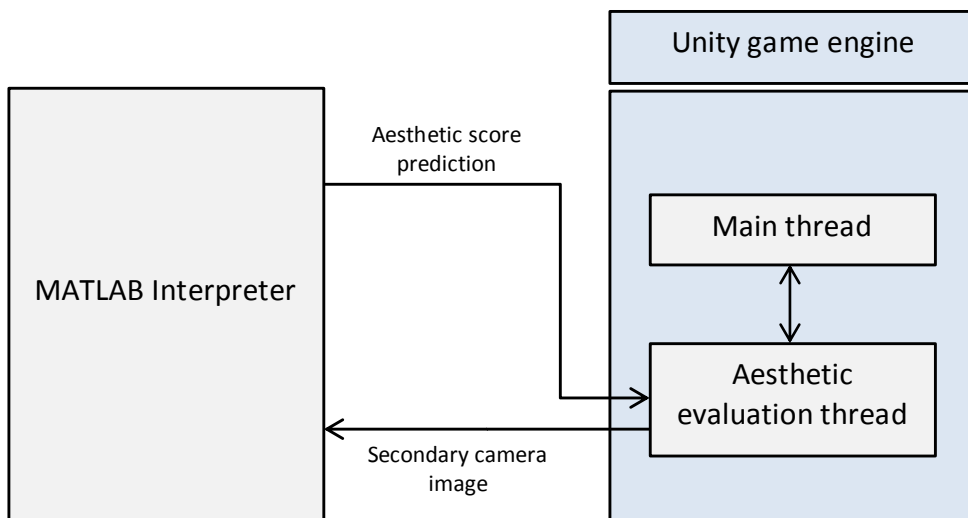 Unity game engine
Aesthetic score
prediction
Main thread
MATLAB Interpreter
Aesthetic
evaluation thread
Secondary camera
image